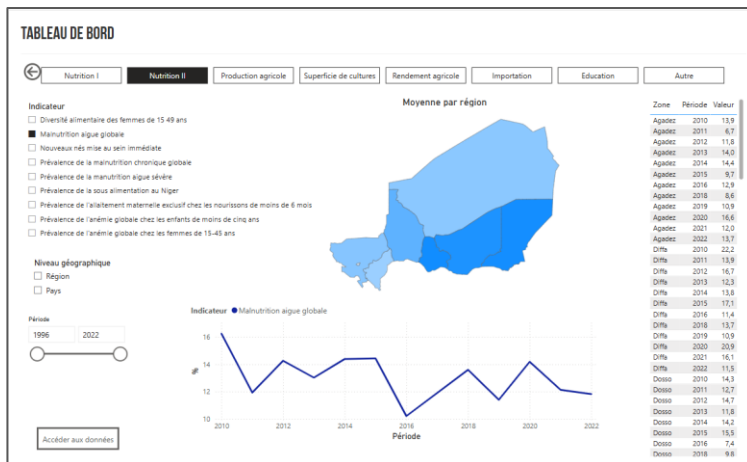 TABLEAU DE BORD
Nutrition I
Nutrition II
Production agricole
Superficie de cultures
Rendement agricole
Importation
Education
Autre
Indicateur
Diversité alimentaire des femmes de 15 49 ans
Malnutrition aigue globale
Nouveaux nés mise au sein immédiate
Prévalence de la malnutrition chronique globale
Prévalence de la malnutrition aigue sévère
Prévalence de la sous alimentation au Niger
Prévalence de l'allaitement maternelle exclusif chez les nourissons de moins de 6 mois
Prévalence de l'anémie globale chez les enfants de moins de cinq ans
Prévalence de l'anémie globale chez les femmes de 15-45 ans
Niveau géographique
Région
Pays
Période
1996 2022
Accéder aux données
Moyenne par région
Indicateur Malnutrition aigue globale
%
16
14
12
10
2010 2012 2014 2016 2018 2020 2022
Période
Zone Période Valeur
Agadez 2010 13,9
Agadez 2011 6,7
Agadez 2012 11,8
Agadez 2013 14,0
Agadez 2014 14,4
Agadez 2015 9,7
Agadez 2016 12,9
Agadez 2018 8,6
Agadez 2019 10,9
Agadez 2020 16,6
Agadez 2021 12,0
Agadez 2022 13,7
Diffa 2010 22,2
Diffa 2011 13,9
Diffa 2012 16,7
Diffa 2013 12,3
Diffa 2014 13,8
Diffa 2015 17,1
Diffa 2016 11,4
Diffa 2018 13,7
Diffa 2019 10,9
Diffa 2020 20,9
Diffa 2021 16,1
Diffa 2022 11,5
Dosso 2010 14,3
Dosso 2011 12,7
Dosso 2012 14,7
Dosso 2013 11,8
Dosso 2014 14,2
Dosso 2015 15,5
Dosso 2016 7,4
Dosso 2018 9,8